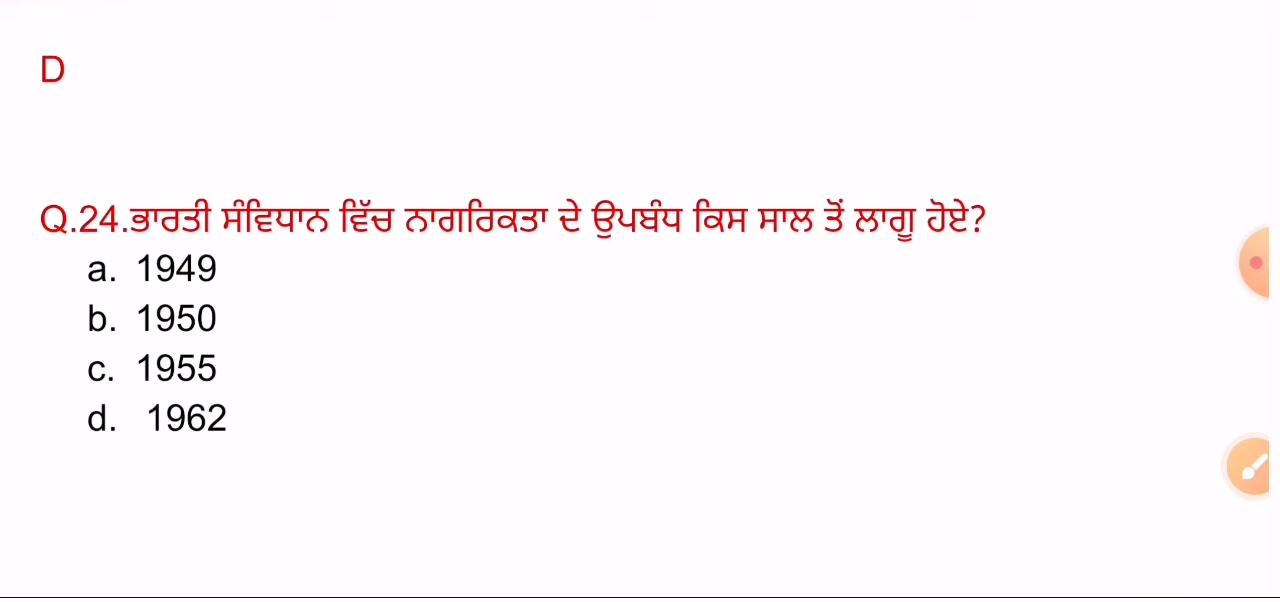 D
Q.24.ਭਾਰਤੀ ਸੰਵਿਧਾਨ ਵਿੱਚ ਨਾਗਰਿਕਤਾ ਦੇ ਉਪਬੰਧ ਕਿਸ ਸਾਲ ਤੋਂ ਲਾਗੂ ਹੋਏ?
a. 1949
b. 1950
c. 1955
d. 1962